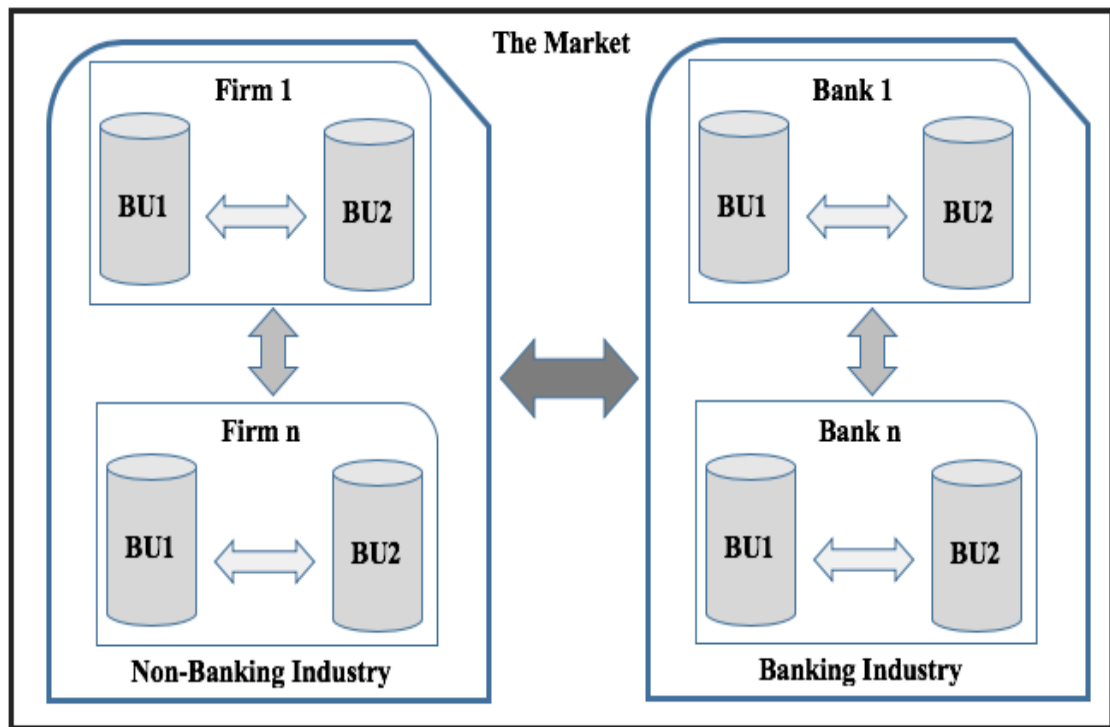 The Market
Firm 1
BU1
BU2
Firm n
BU1
BU2
Non-Banking Industry
Bank 1
BU1
BU2
Bank n
BU1
BU2
Banking Industry